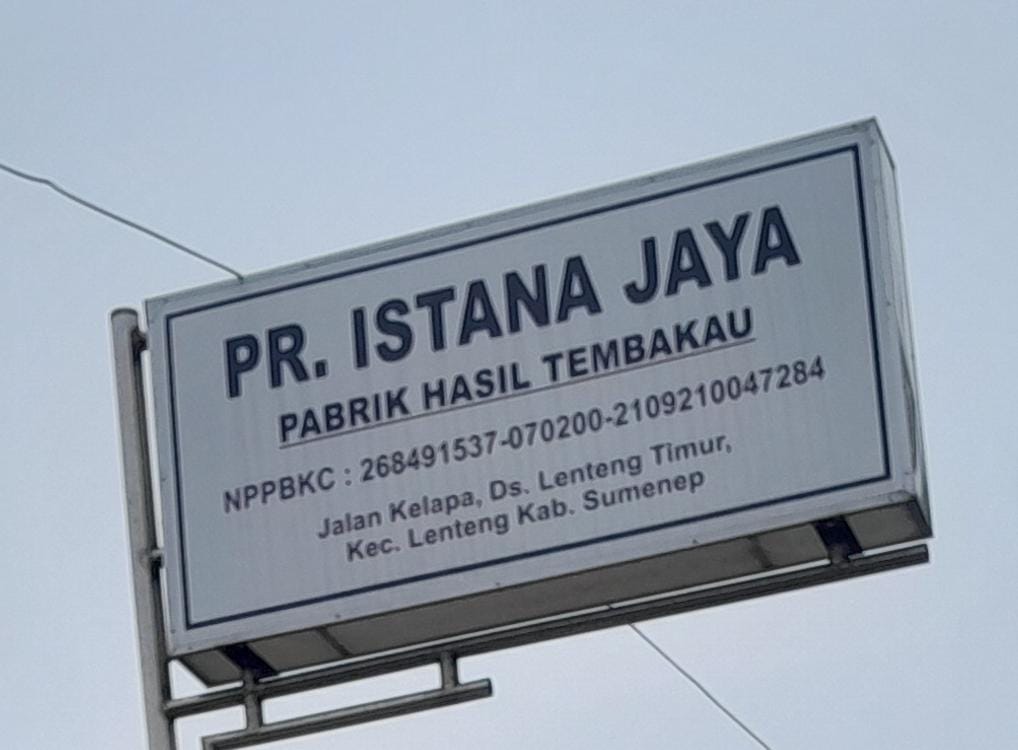 PR. ISTANA JAYA
PABRIK HASIL TEMBAKAU
NPPBKC : 268491537-070200-2109210047284
Jalan Kelapa, Ds. Lenteng Timur,
Kec. Lenteng Kab. Sumenep